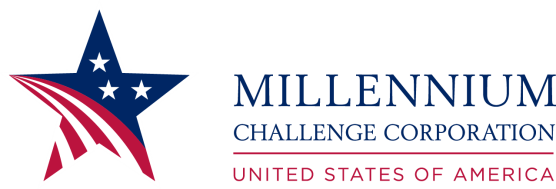 MILLENNIUM
CHALLENGE CORPORATION
UNITED STATES OF AMERICA